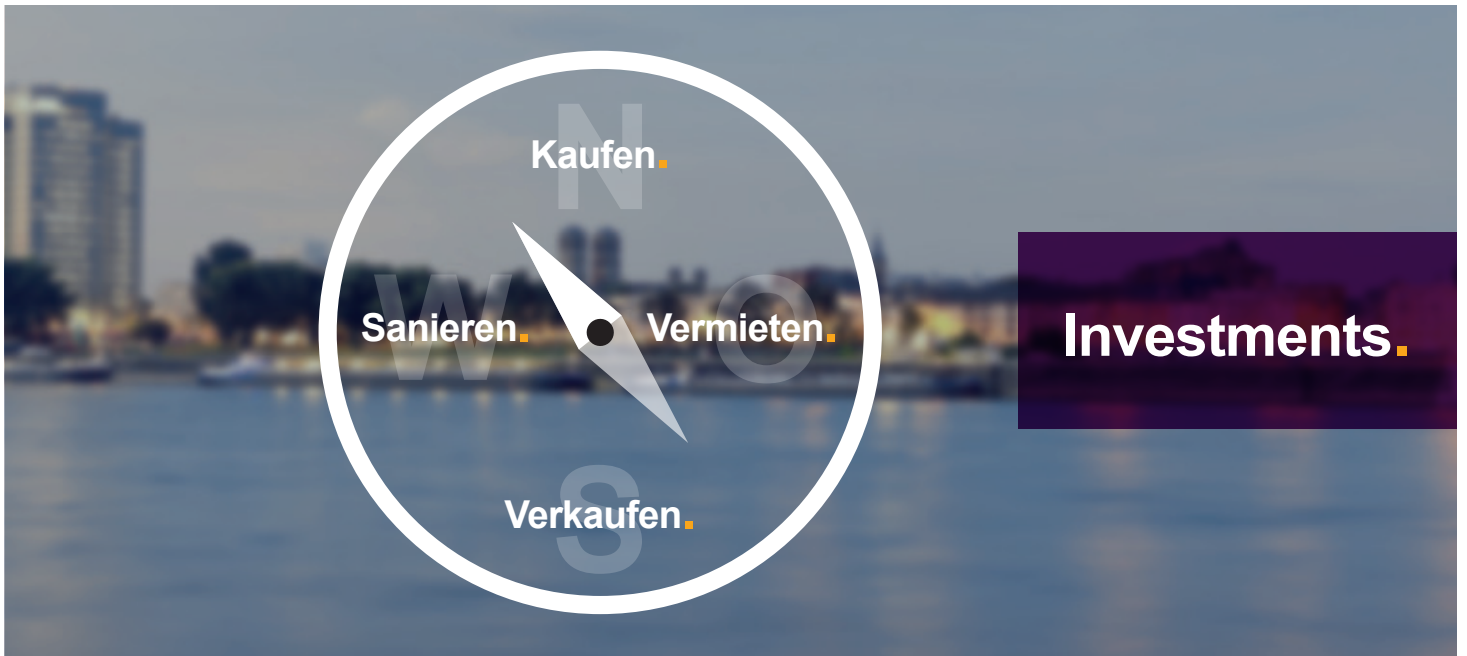 N
Kaufen.
W
Sanieren.
O
Vermieten.
S
Verkaufen.
Investments.